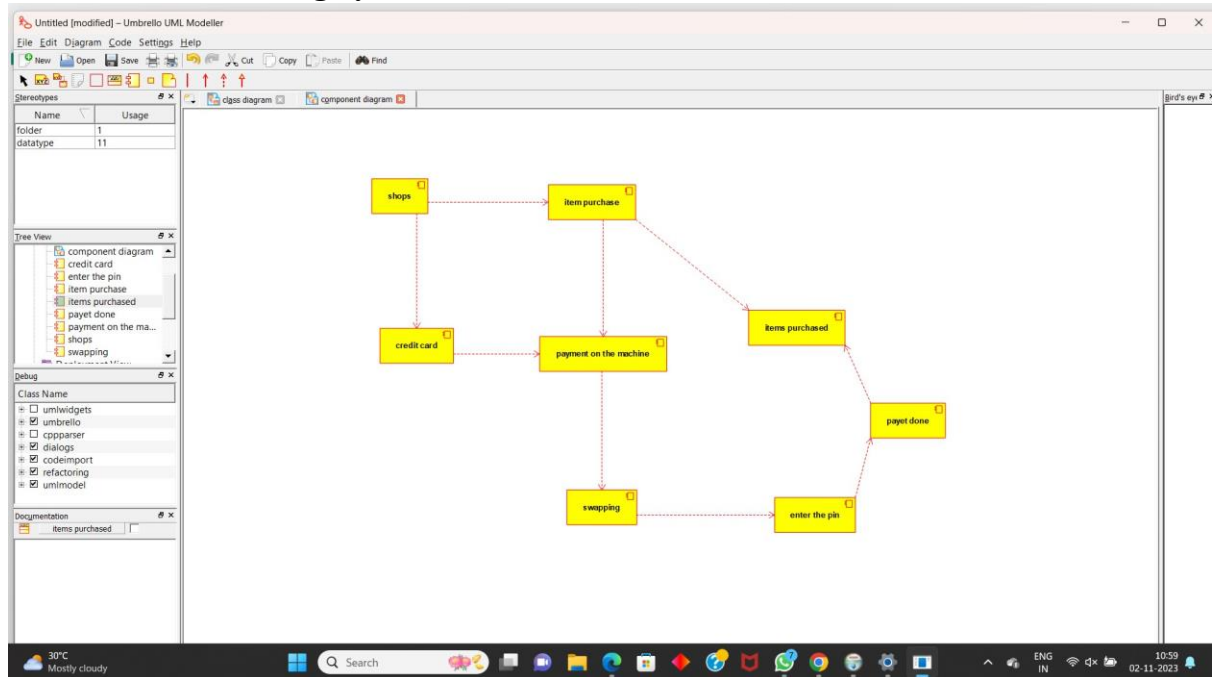 Untitled [modified] – Umbrello UML Modeller
File Edit Diagram Code Settings Help
New Open Save Cut Copy Paste Find
Stereotypes
Name Usage
folder 1
datatype 11
class diagram component diagram
Bird's eye
shops
item purchase
credit card
payment on the machine
items purchased
payet done
swapping
enter the pin
Tree View
component diagram
credit card
enter the pin
item purchase
items purchased
payet done
payment on the ma...
shops
swapping
Debug
Class Name
umlwidgets
umbrello
cppparser
dialogs
codeimport
refactoring
umlmodel
Documentation
items purchased
30°C
Mostly cloudy
Search
ENG
IN
10:59
02-11-2023